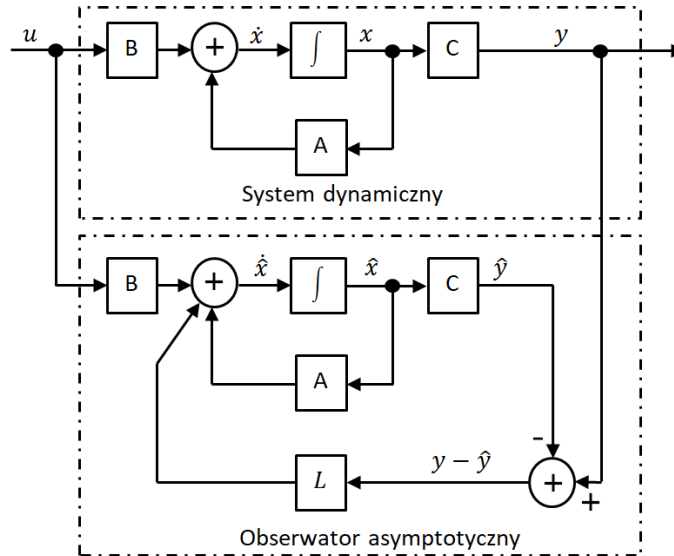 u B + ẋ ∫ x C y
A
System dynamiczny
B + x̂̇ ∫ x̂ C ŷ
A
-
L y − ŷ + +
Obserwator asymptotyczny